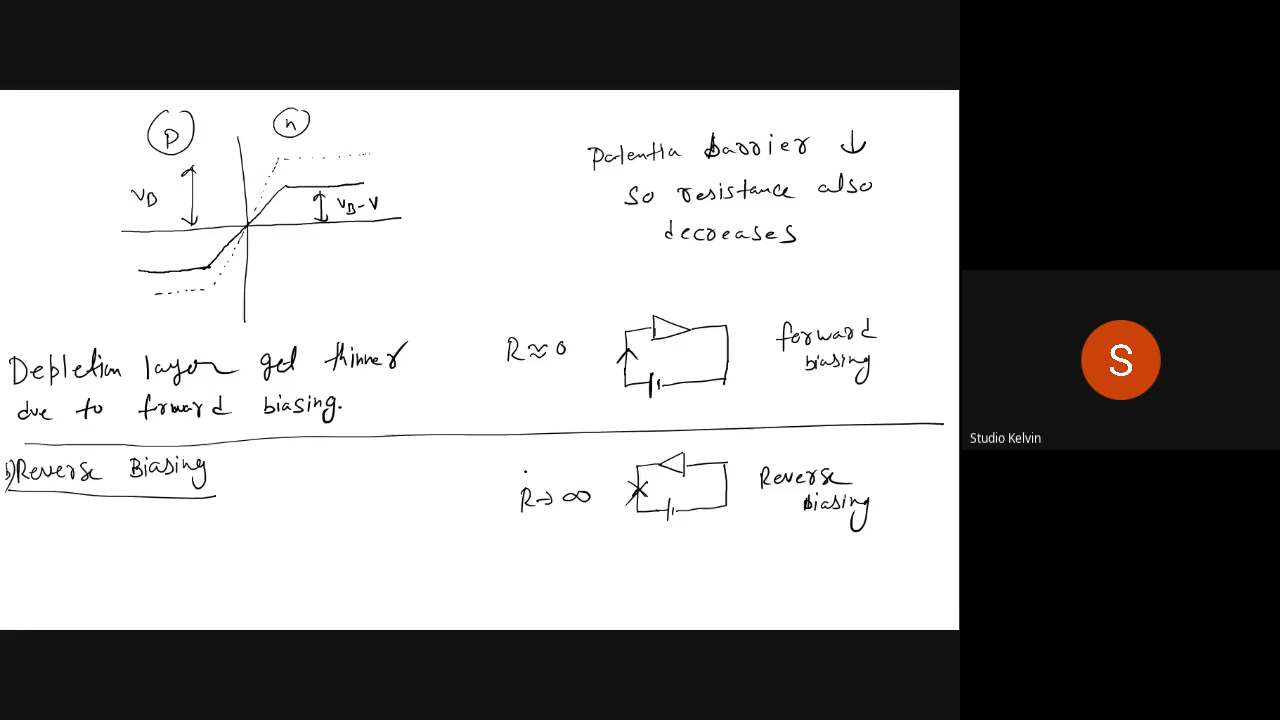 p
n
VB
VB-V
Potentia barrier ↓
so resistance also
decreases
Depletion layer get thinner
due to forward biasing.
R≈0
forward
biasing
b) Reverse Biasing
R→∞
Reverse
biasing
S
Studio Kelvin